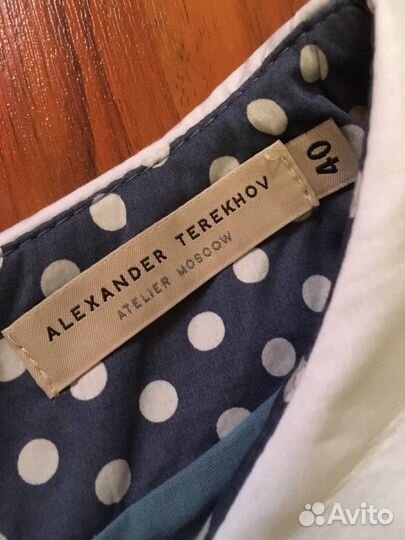 ALEXANDER TEREKHOV
ATELIER MOSCOW
40
Avito